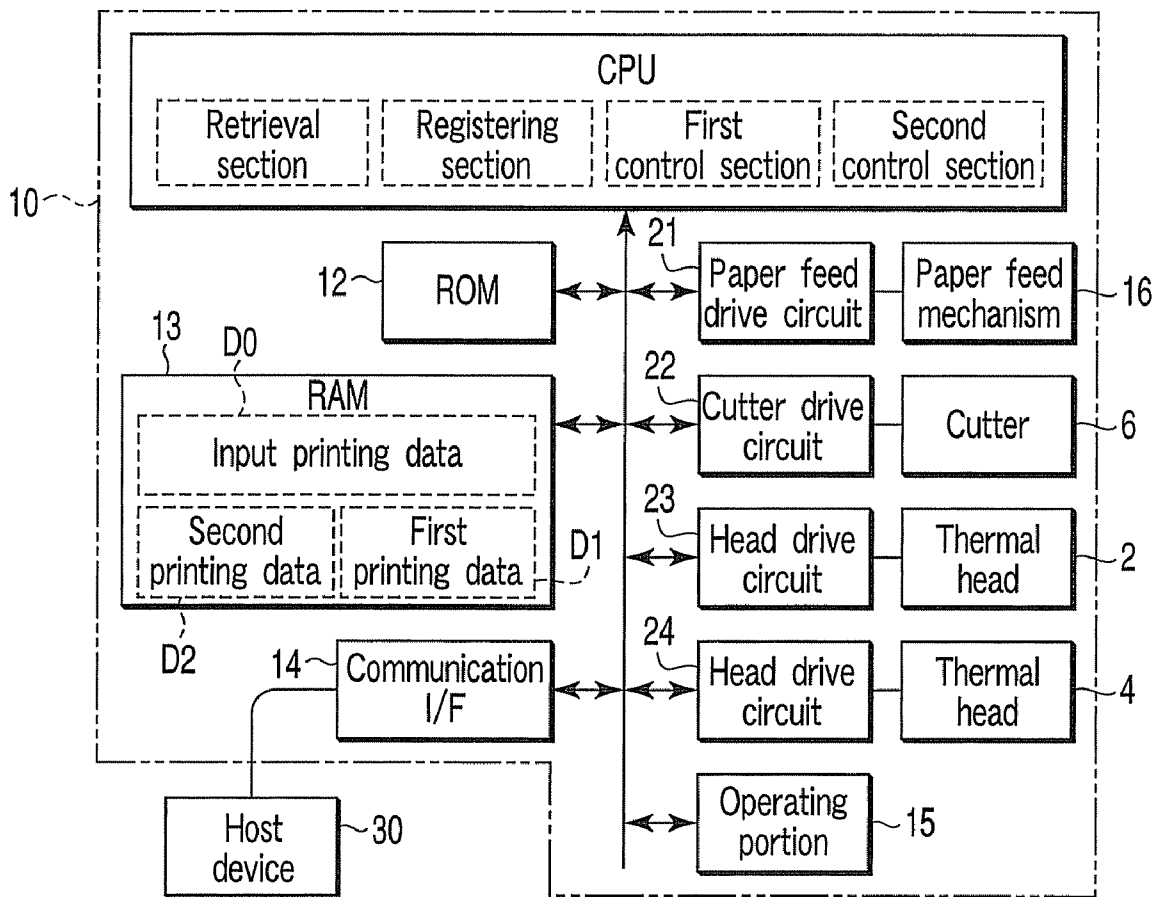 CPU
Retrieval
section
Registering
section
First
control section
Second
control section
10
12
ROM
21
Paper feed
drive circuit
Paper feed
mechanism
16
13
D0
RAM
Input printing data
Second
printing data
First
printing data
D1
D2
22
Cutter drive
circuit
Cutter
6
23
Head drive
circuit
Thermal
head
2
14
Communication
I/F
24
Head drive
circuit
Thermal
head
4
Host
device
30
Operating
portion
15